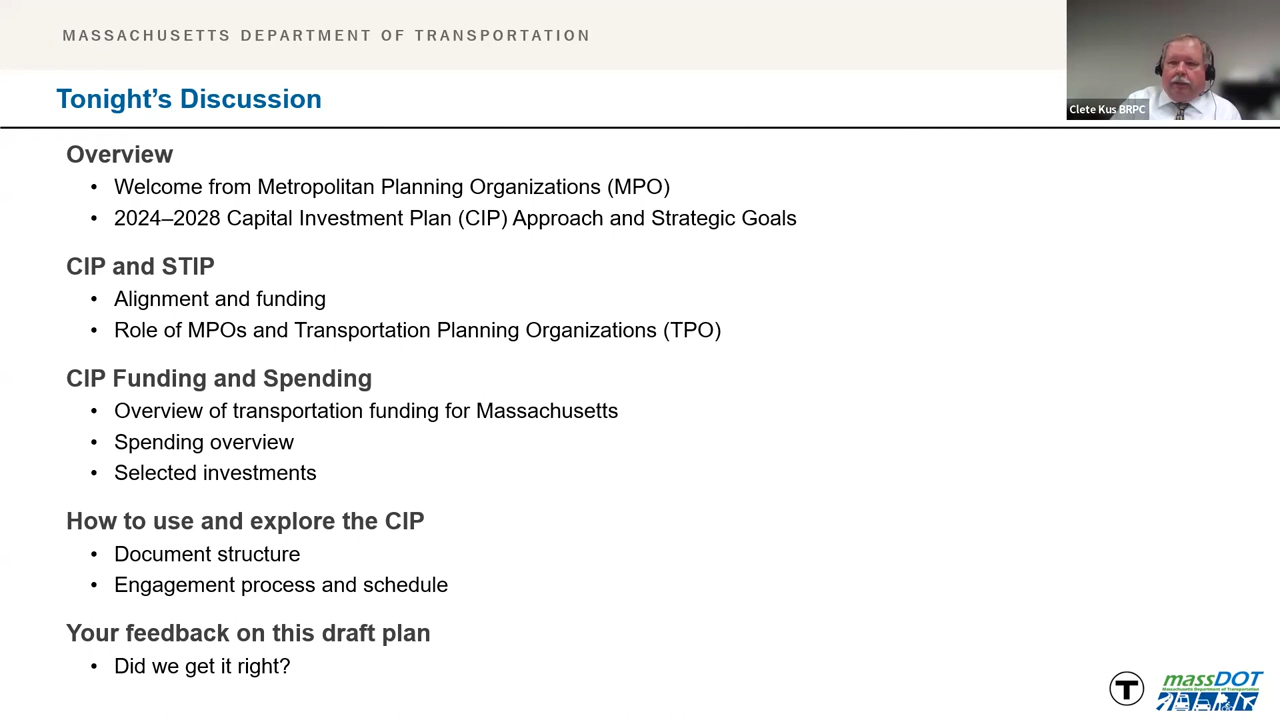 MASSACHUSETTS DEPARTMENT OF TRANSPORTATION
Clete Kus BRPC
Tonight’s Discussion
Overview
• Welcome from Metropolitan Planning Organizations (MPO)
• 2024–2028 Capital Investment Plan (CIP) Approach and Strategic Goals
CIP and STIP
• Alignment and funding
• Role of MPOs and Transportation Planning Organizations (TPO)
CIP Funding and Spending
• Overview of transportation funding for Massachusetts
• Spending overview
• Selected investments
How to use and explore the CIP
• Document structure
• Engagement process and schedule
Your feedback on this draft plan
• Did we get it right?
T
massDOT
Massachusetts Department of Transportation